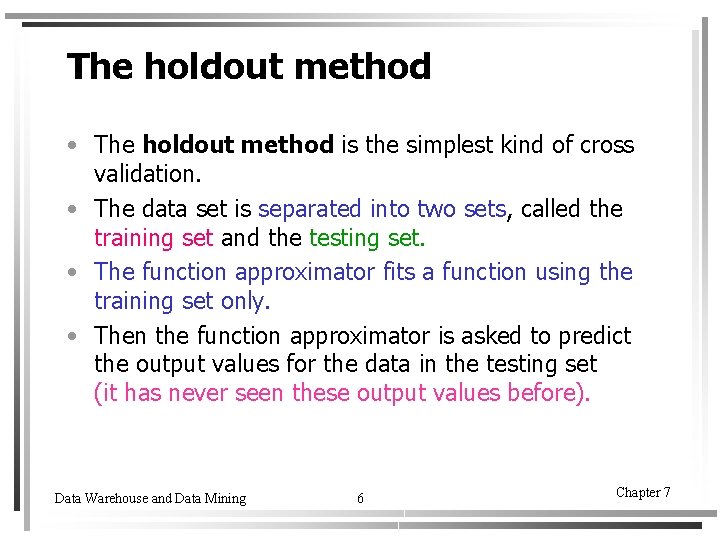 The holdout method
• The holdout method is the simplest kind of cross
validation.
• The data set is separated into two sets, called the
training set and the testing set.
• The function approximator fits a function using the
training set only.
• Then the function approximator is asked to predict
the output values for the data in the testing set
(it has never seen these output values before).
Data Warehouse and Data Mining
6
Chapter 7